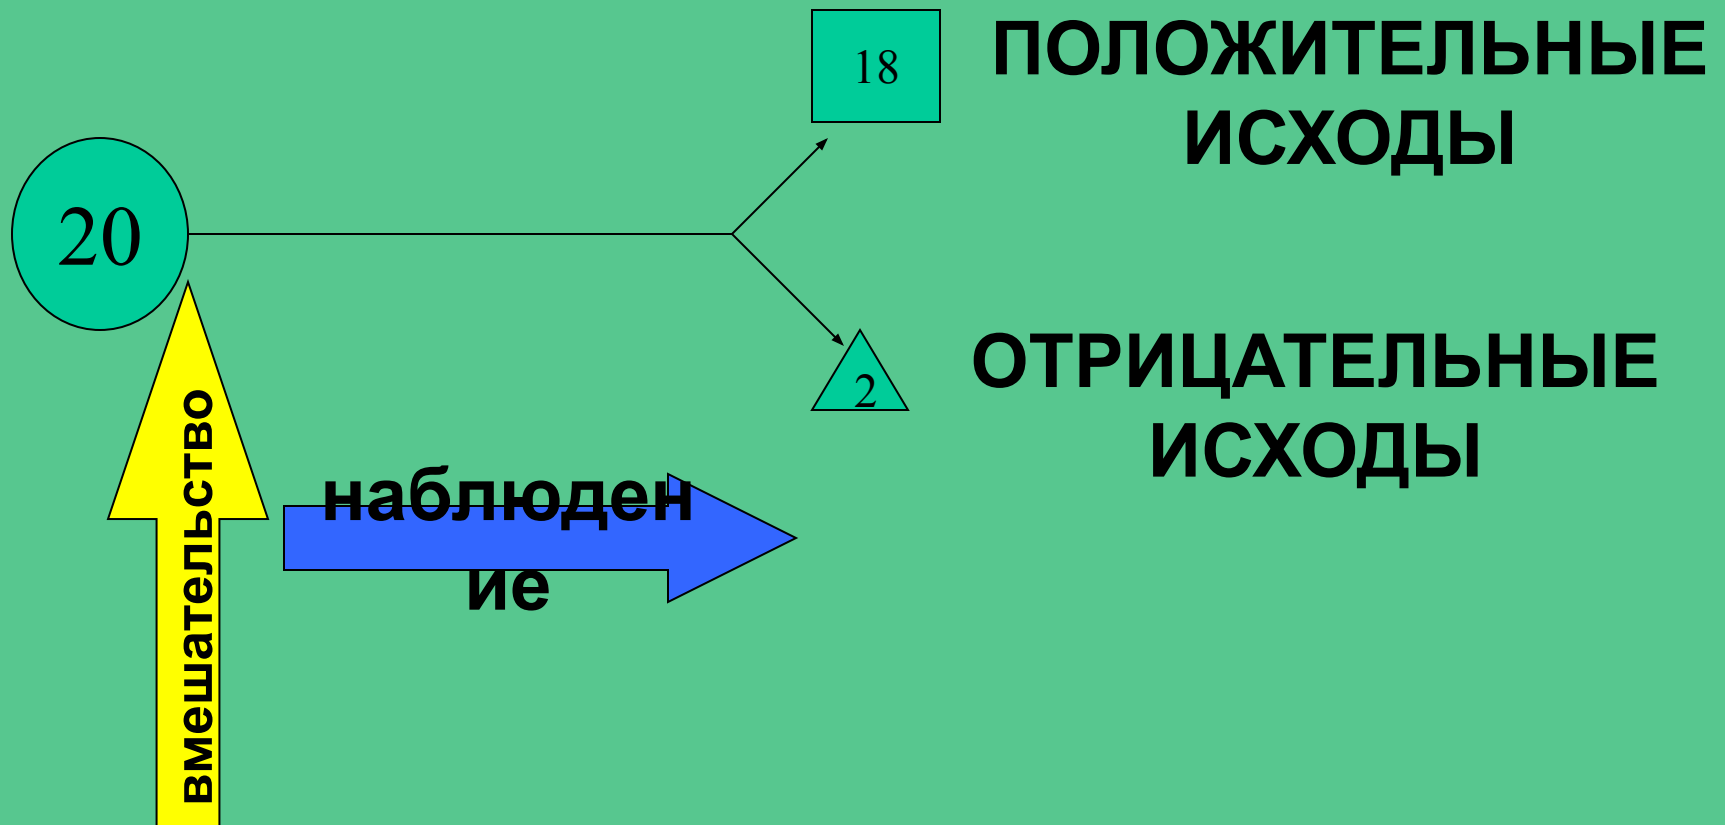 18
ПОЛОЖИТЕЛЬНЫЕ
ИСХОДЫ
20
2
ОТРИЦАТЕЛЬНЫЕ
ИСХОДЫ
вмешательство
наблюден
ие